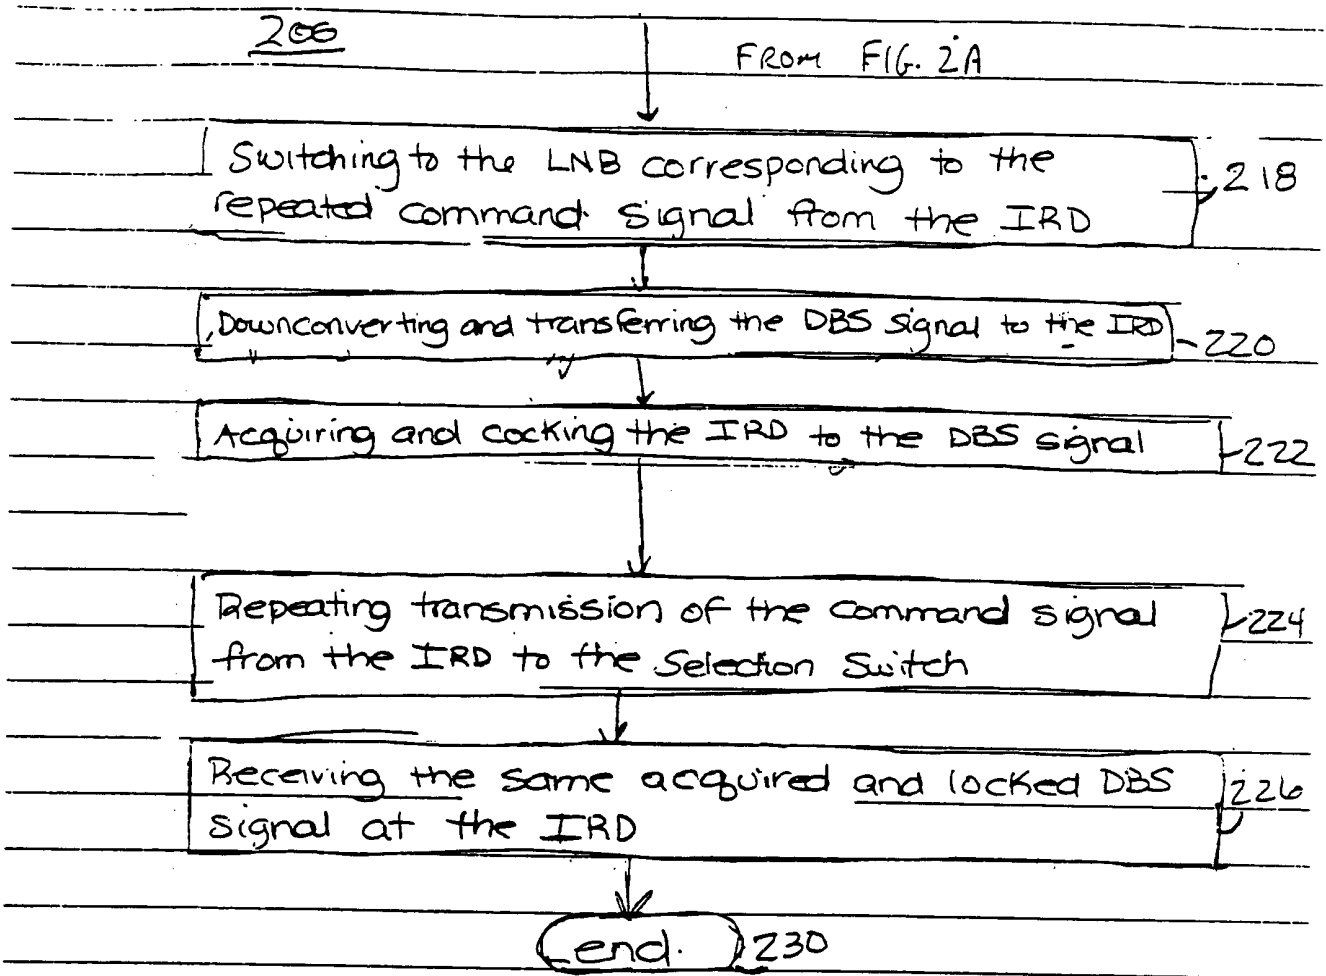 200
FROM FIG. 2A
Switching to the LNB corresponding to the
repeated command signal from the IRD
218
Downconverting and transferring the DBS signal to the IRD
220
Acquiring and cocking the IRD to the DBS signal
222
Repeating transmission of the command signal
from the IRD to the Selection Switch
224
Receiving the same acquired and locked DBS
signal at the IRD
226
end.
230